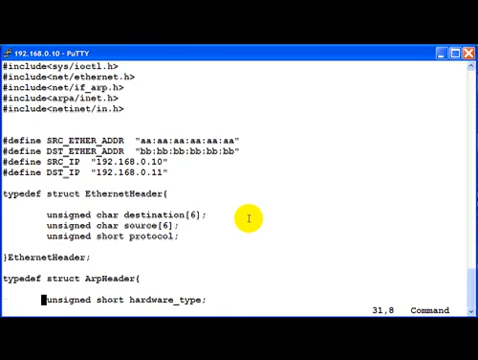 192.168.0.10 - PuTTY
#include<sys/ioctl.h>
#include<net/ethernet.h>
#include<net/if_arp.h>
#include<arpa/inet.h>
#include<netinet/in.h>
#define SRC_ETHER_ADDR "aa:aa:aa:aa:aa:aa"
#define DST_ETHER_ADDR "bb:bb:bb:bb:bb:bb"
#define SRC_IP "192.168.0.10"
#define DST_IP "192.168.0.11"
typedef struct EthernetHeader{
unsigned char destination[6];
unsigned char source[6];
unsigned short protocol;
}EthernetHeader;
typedef struct ArpHeader{
unsigned short hardware_type;
31,8 Command